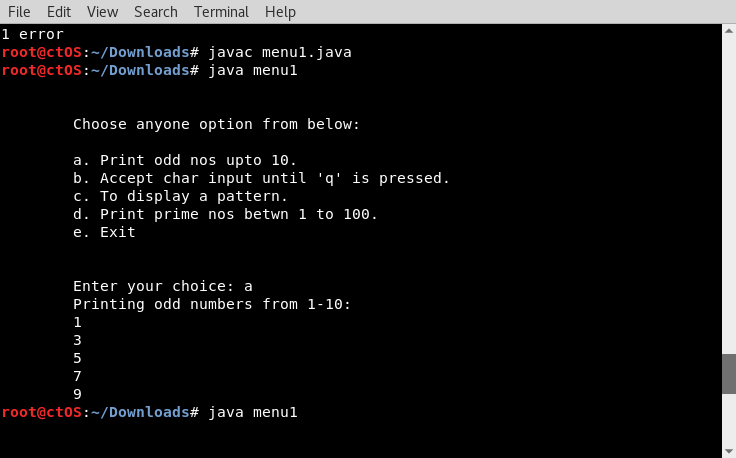 File Edit View Search Terminal Help
1 error
root@ctOS:~/Downloads# javac menu1.java
root@ctOS:~/Downloads# java menu1
Choose anyone option from below:
a. Print odd nos upto 10.
b. Accept char input until 'q' is pressed.
c. To display a pattern.
d. Print prime nos betwn 1 to 100.
e. Exit
Enter your choice: a
Printing odd numbers from 1-10:
1
3
5
7
9
root@ctOS:~/Downloads# java menu1